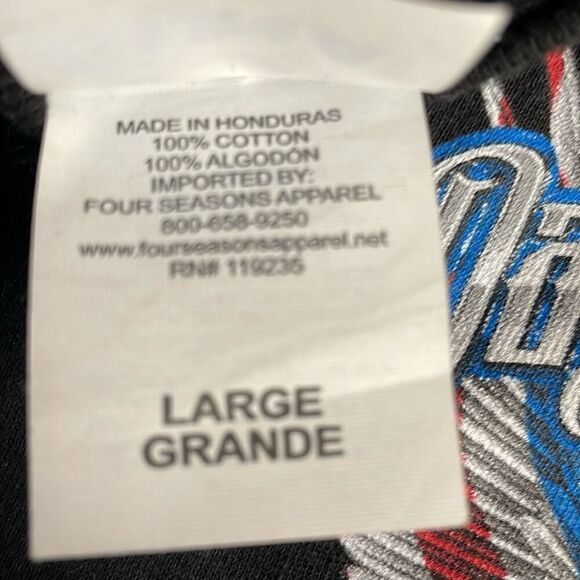 MADE IN HONDURAS
100% COTTON
100% ALGODÓN
IMPORTED BY:
FOUR SEASONS APPAREL
800-658-9250
www.fourseasonsapparel.net
RN# 119235
LARGE
GRANDE